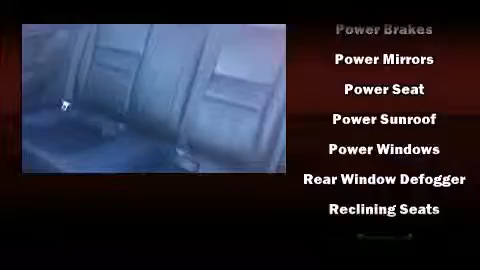 Power Brakes
Power Mirrors
Power Seat
Power Sunroof
Power Windows
Rear Window Defogger
Reclining Seats